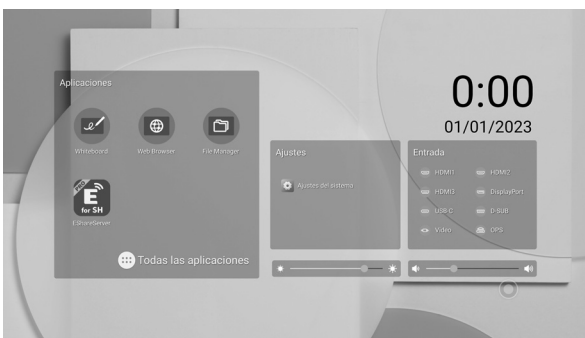 Aplicaciones
Whiteboard
Web Browser
File Manager
PRO
E
for SH
EShareServer
Todas las aplicaciones
Ajustes
Ajustes del sistema
0:00
01/01/2023
Entrada
HDMI1
HDMI2
HDMI3
DisplayPort
USB-C
D-SUB
Video
OPS